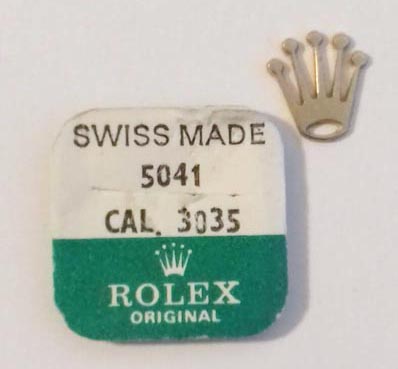 SWISS MADE
5041
CAL. 3035
ROLEX
ORIGINAL